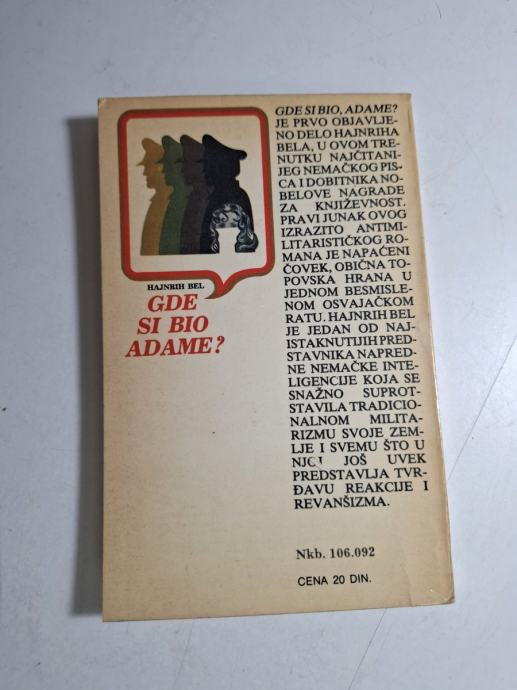 HAJNRIH BEL
GDE
SI BIO
ADAME?
GDE SI BIO, ADAME?
JE PRVO OBJAVLJE-
NO DELO HAJNRIHA
BELA, U OVOM TRE-
NUTKU NAJČITANI-
JEG NEMAČKOG PIS-
CA I DOBITNIKA NO-
BELOVE NAGRADE
ZA KNJIŽEVNOST.
PRAVI JUNAK OVOG
IZRAZITO ANTIMI-
LITARISTIČKOG RO-
MANA JE NAPAĆENI
ČOVEK, OBIČNA TO-
POVSKA HRANA U
JEDNOM BESMISLE-
NOM OSVAJAČKOM
RATU. HAJNRIH BEL
JE JEDAN OD NAJ-
ISTAKNUTIJIH PRED-
STAVNIKA NAPRED-
NE NEMAČKE INTE-
LIGENCIJE KOJA SE
SNAŽNO SUPROT-
STAVILA TRADICIO-
NALNOM MILITA-
RIZMU SVOJE ZEM-
LJE I SVEMU ŠTO U
NJOJ JOŠ UVEK
PREDSTAVLJA TVR-
ĐAVU REAKCIJE I
REVANŠIZMA.
Nkb. 106.092
CENA 20 DIN.